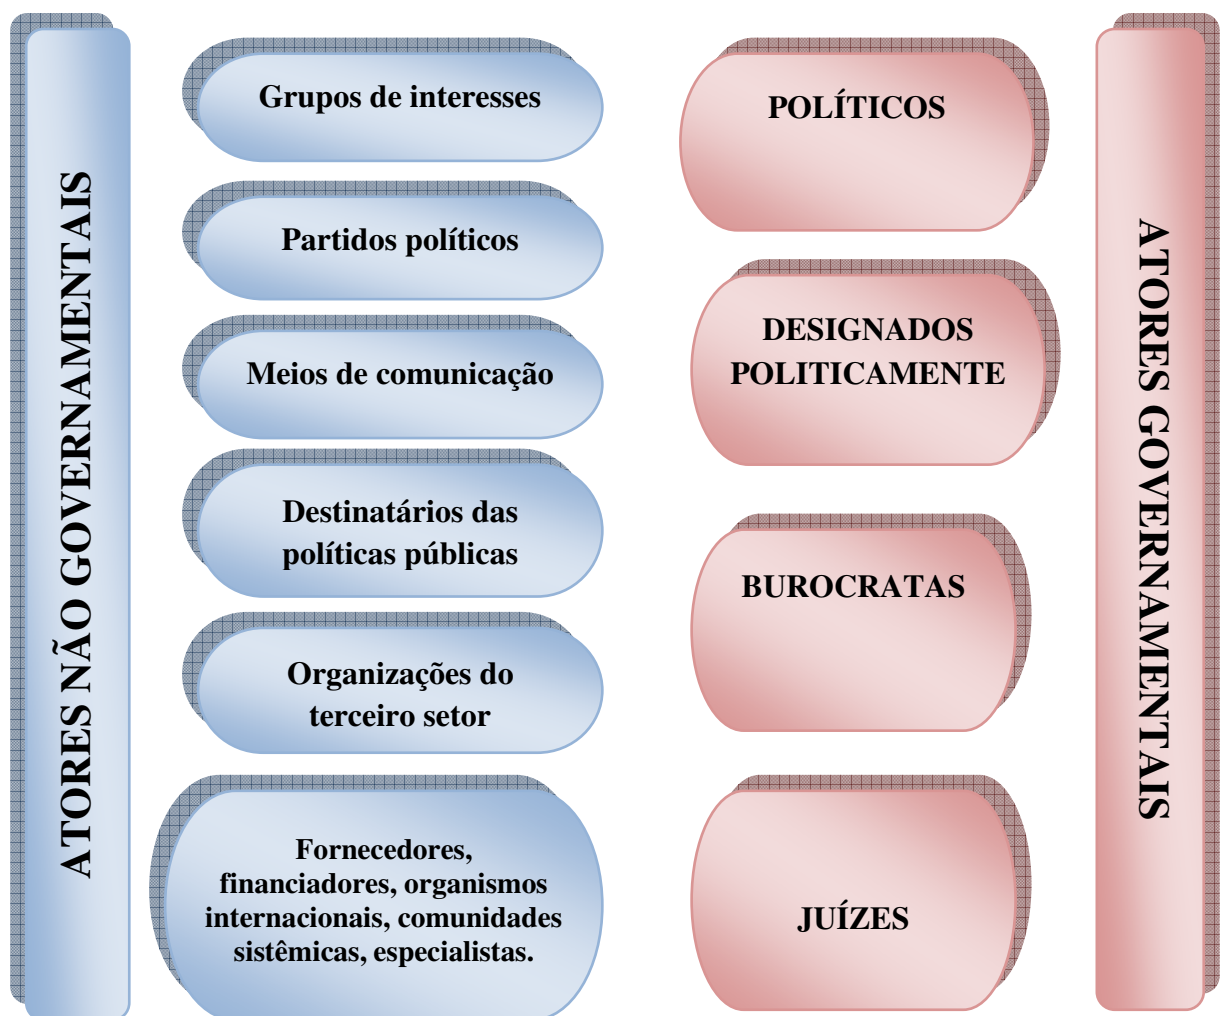 ATORES NÃO GOVERNAMENTAIS
Grupos de interesses
Partidos políticos
Meios de comunicação
Destinatários das
políticas públicas
Organizações do
terceiro setor
Fornecedores,
financiadores, organismos
internacionais, comunidades
sistêmicas, especialistas.
POLÍTICOS
DESIGNADOS
POLITICAMENTE
BUROCRATAS
JUÍZES
ATORES GOVERNAMENTAIS